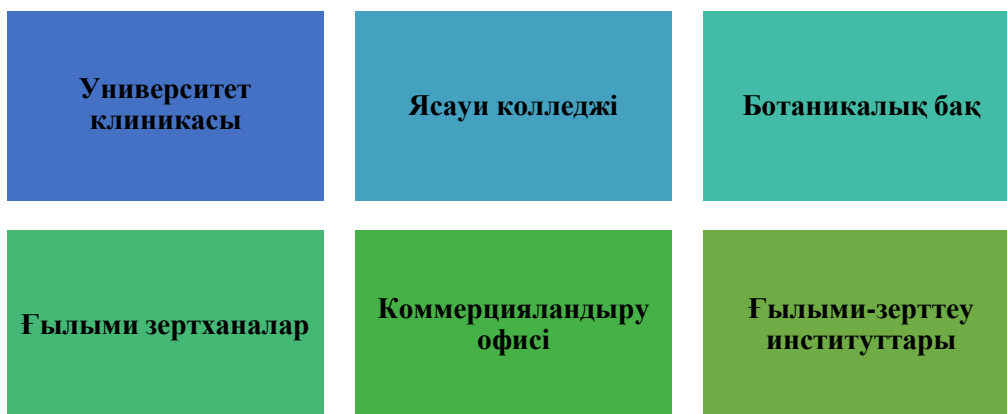 Университет
клиникасы
Ясауи колледжі
Ботаникалық бақ
Ғылыми зертханалар
Коммерцияландыру
офисі
Ғылыми-зерттеу
институттары